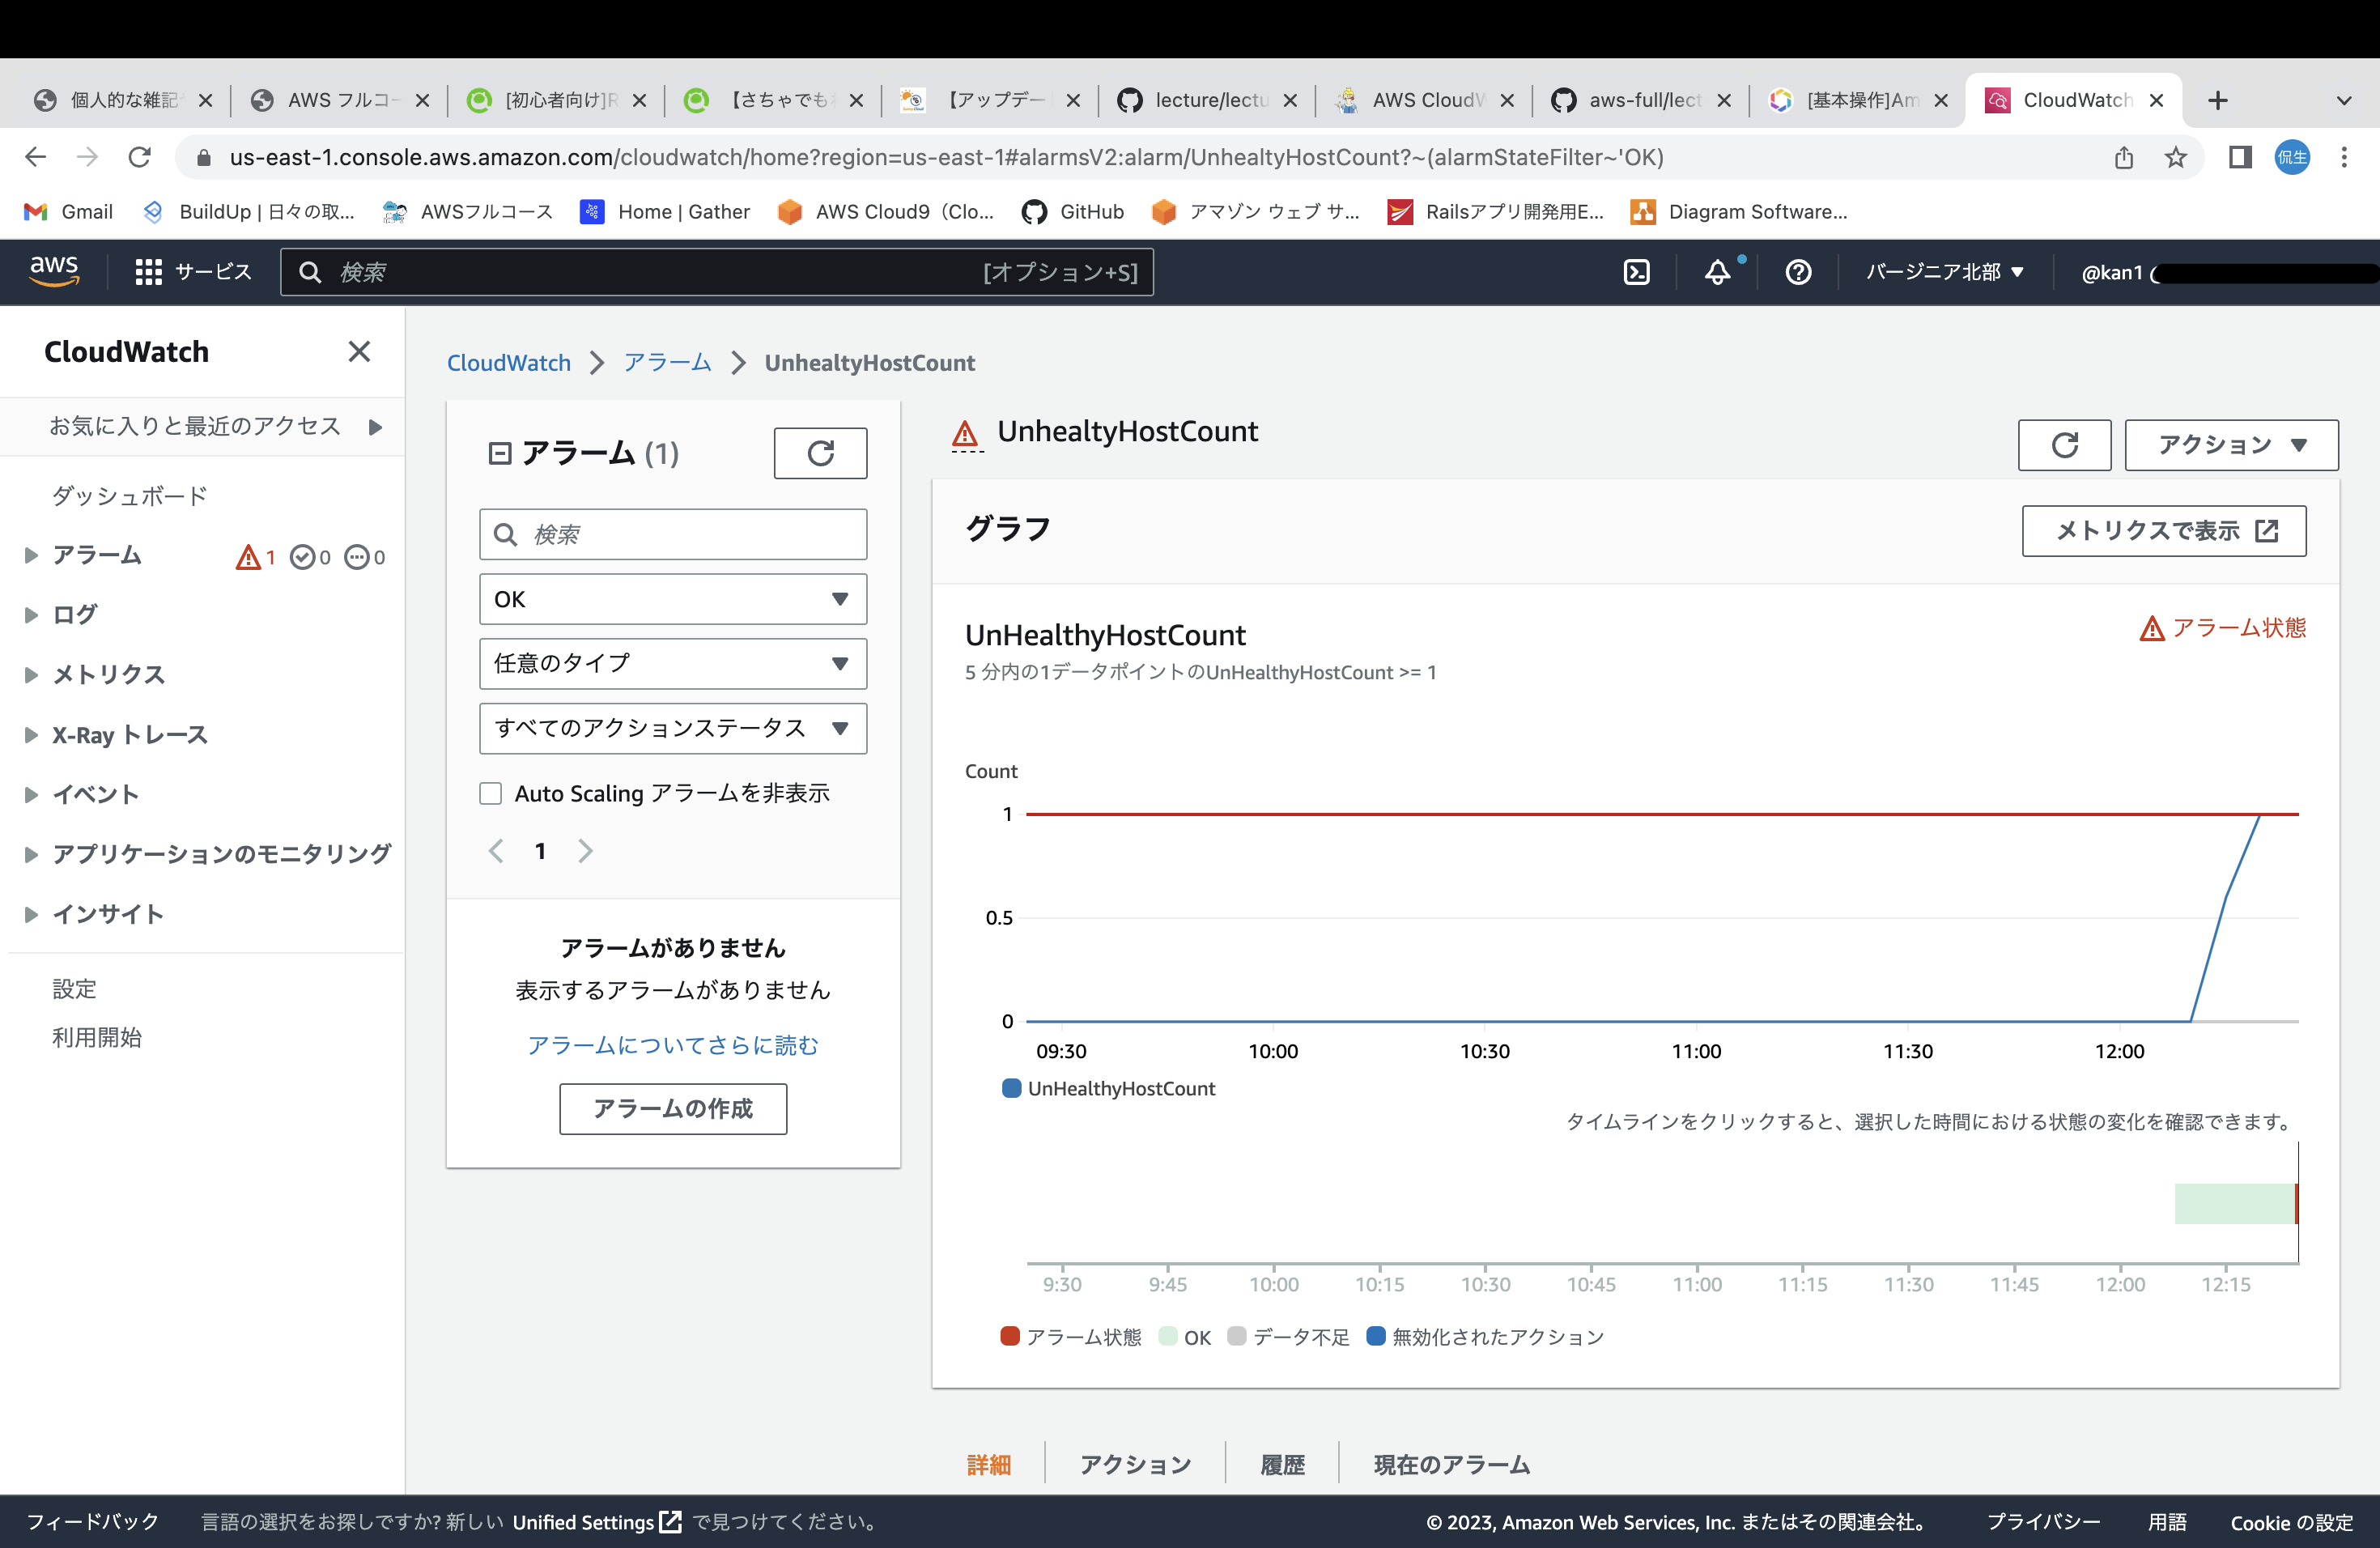 個人的な雑記
AWS フルコー
[初心者向け]R
【さちゃでも
【アップデー
lecture/lectu
AWS CloudW
aws-full/lect
[基本操作]Am
CloudWatch
us-east-1.console.aws.amazon.com/cloudwatch/home?region=us-east-1#alarmsV2:alarm/UnhealtyHostCount?~(alarmStateFilter~'OK)
侃生
Gmail
BuildUp | 日々の取...
AWSフルコース
Home | Gather
AWS Cloud9（Clo...
GitHub
アマゾン ウェブ サ...
Railsアプリ開発用E...
Diagram Software...
aws
サービス
検索
[オプション+S]
バージニア北部 ▼
@kan1
CloudWatch
お気に入りと最近のアクセス
ダッシュボード
アラーム 1 0 0
ログ
メトリクス
X-Ray トレース
イベント
アプリケーションのモニタリング
インサイト
設定
利用開始
CloudWatch > アラーム > UnhealtyHostCount
アラーム (1)
検索
OK
任意のタイプ
すべてのアクションステータス
Auto Scaling アラームを非表示
1
アラームがありません
表示するアラームがありません
アラームについてさらに読む
アラームの作成
UnhealtyHostCount
アクション ▼
グラフ
メトリクスで表示
UnHealthyHostCount
アラーム状態
5 分内の1データポイントのUnHealthyHostCount >= 1
Count
1
0.5
0
09:30 10:00 10:30 11:00 11:30 12:00
UnHealthyHostCount
タイムラインをクリックすると、選択した時間における状態の変化を確認できます。
9:30 9:45 10:00 10:15 10:30 10:45 11:00 11:15 11:30 11:45 12:00 12:15
アラーム状態 OK データ不足 無効化されたアクション
詳細
アクション
履歴
現在のアラーム
フィードバック
言語の選択をお探しですか? 新しい Unified Settings で見つけてください。
© 2023, Amazon Web Services, Inc. またはその関連会社。
プライバシー
用語
Cookie の設定